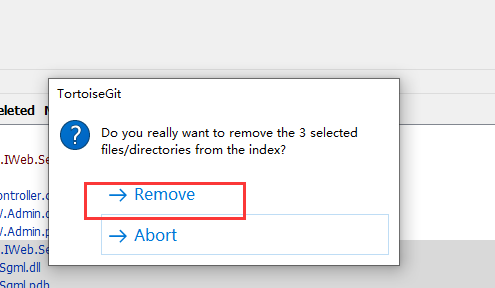 TortoiseGit
eleted
Do you really want to remove the 3 selected
files/directories from the index?
.IWeb.Se
Remove
ontroller.
.Admin.
.Admin.p
Abort
.IWeb.Se
Sgml.dll
Sgml.pdb